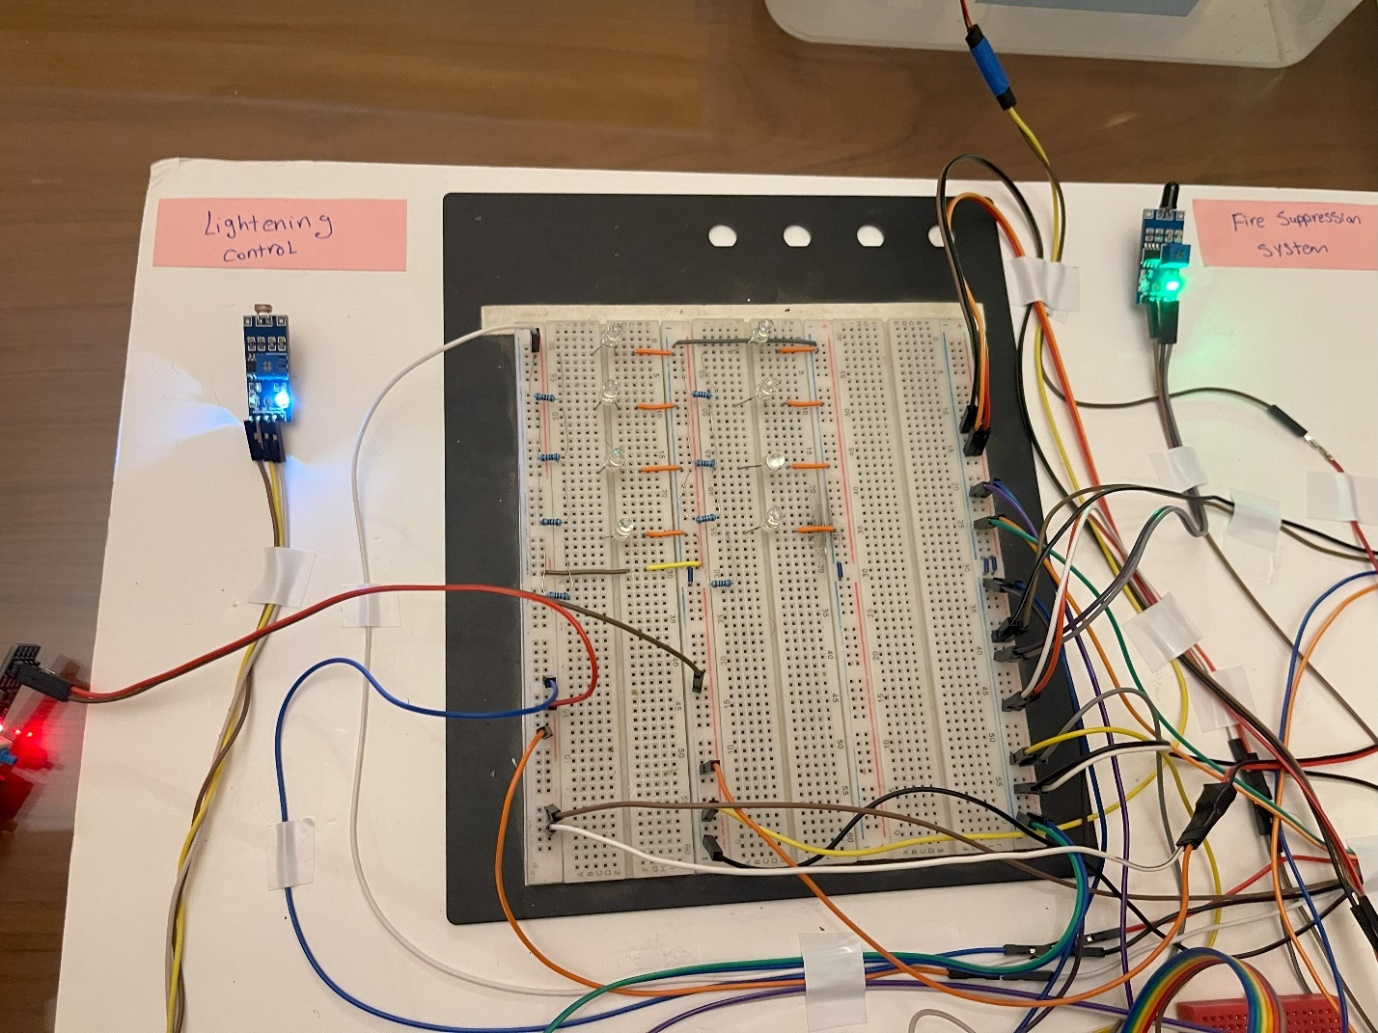 Lightening
control
Fire Suppression
System